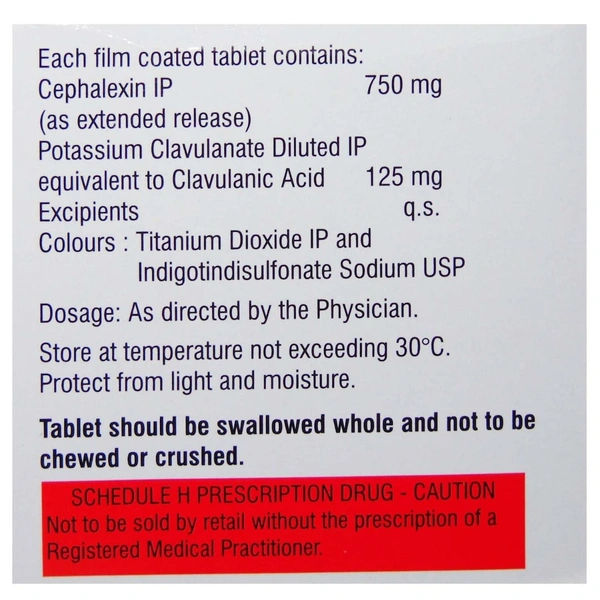 Each film coated tablet contains:
Cephalexin IP 750 mg
(as extended release)
Potassium Clavulanate Diluted IP
equivalent to Clavulanic Acid 125 mg
Excipients q.s.
Colours : Titanium Dioxide IP and
Indigotindisulfonate Sodium USP
Dosage: As directed by the Physician.
Store at temperature not exceeding 30°C.
Protect from light and moisture.
Tablet should be swallowed whole and not to be
chewed or crushed.
SCHEDULE H PRESCRIPTION DRUG - CAUTION
Not to be sold by retail without the prescription of a
Registered Medical Practitioner.